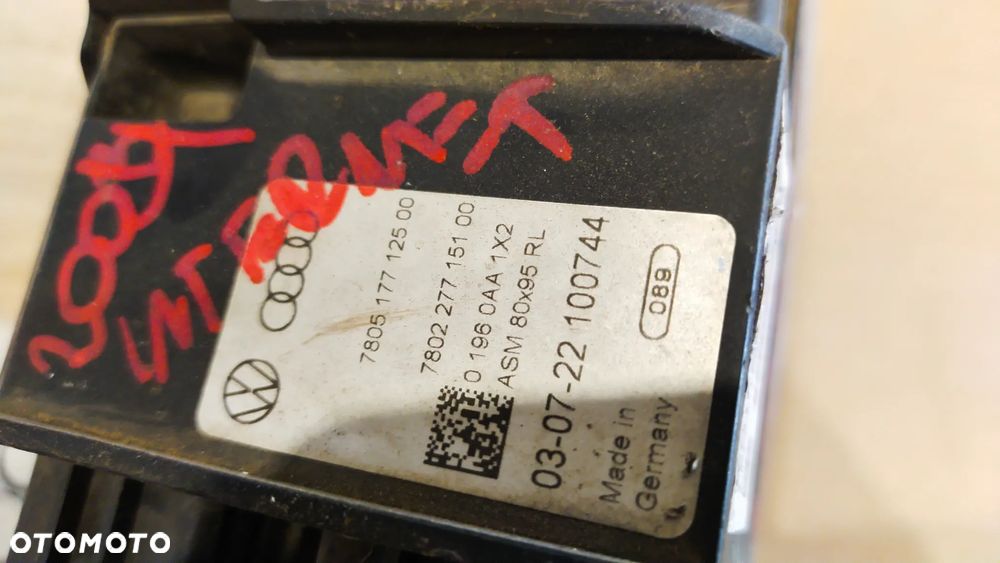 INTERNET
7805 177 125 00
7802 277 151 00
0 196 0AA 1X2
ASM 80x95 RL
03-07-22 100744
Made in
Germany
089
OTOMOTO